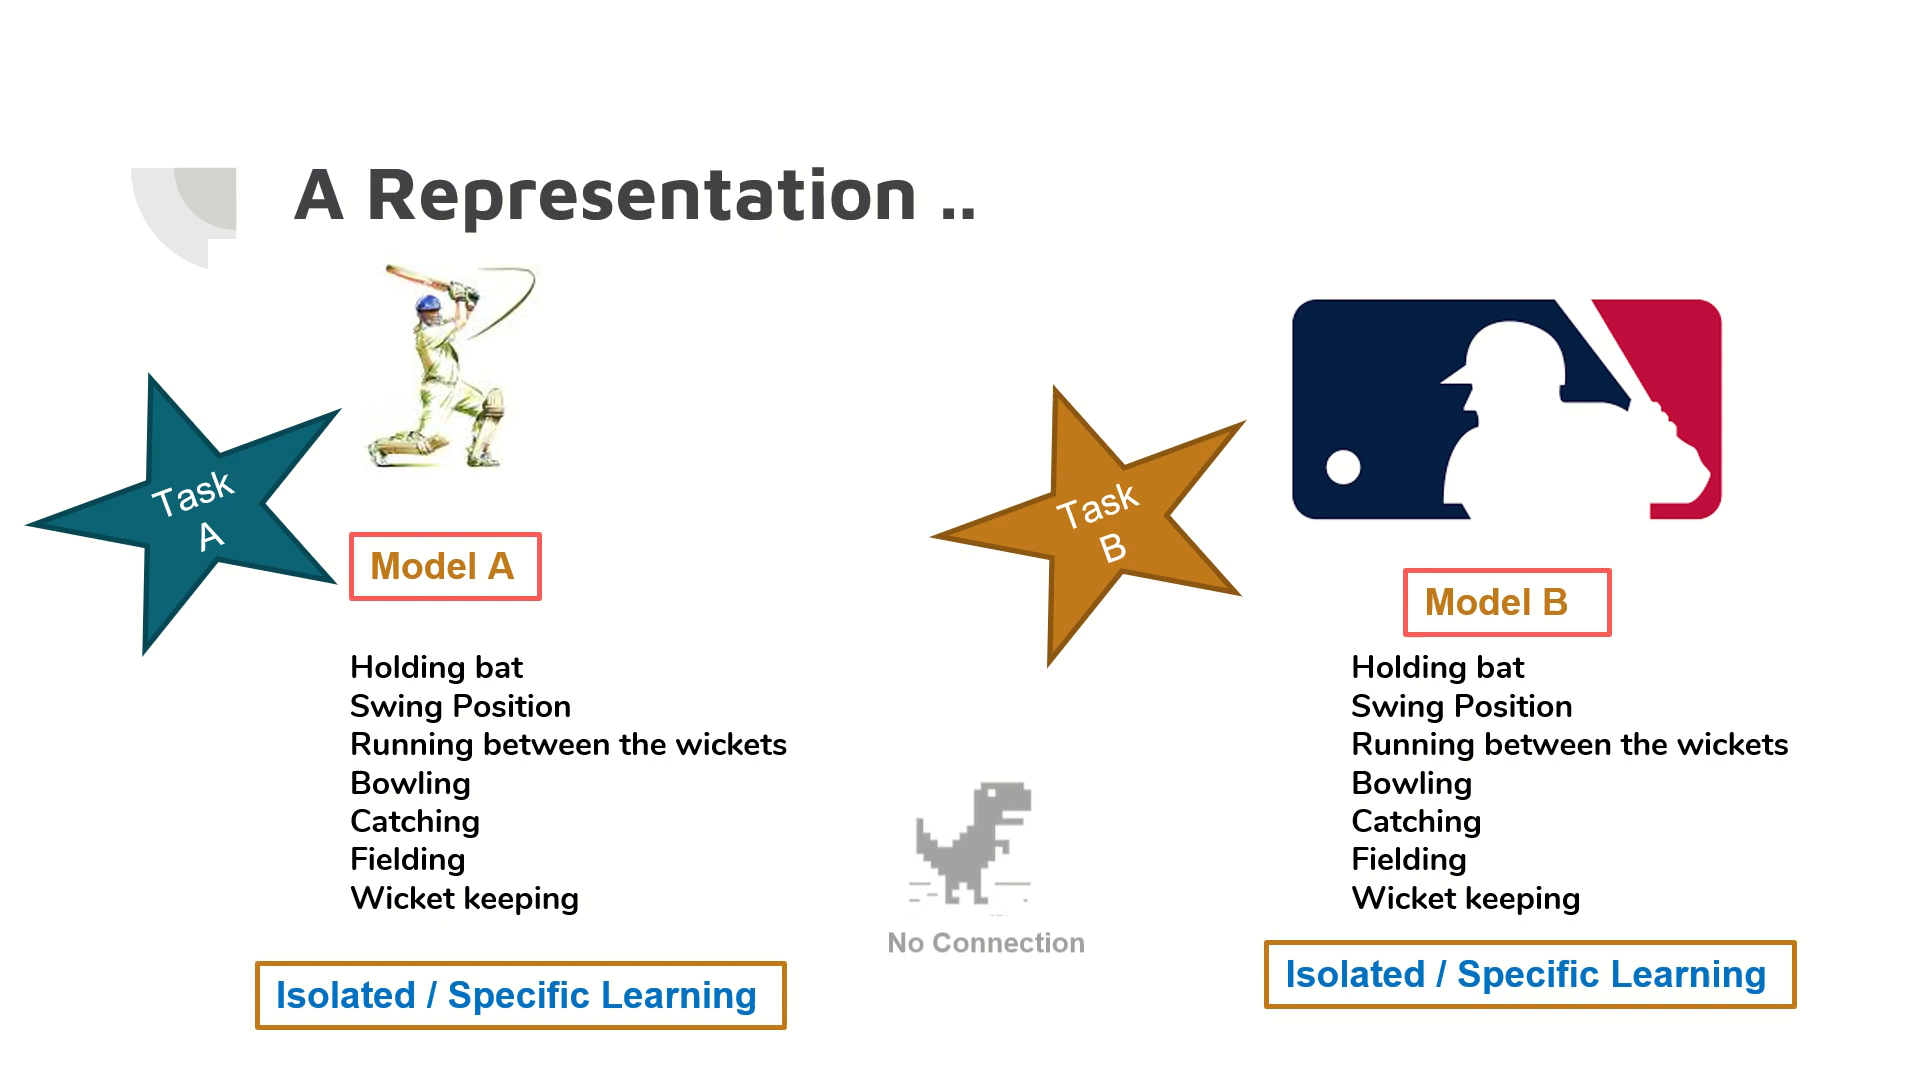 A Representation ..
Task
A
Model A
Holding bat
Swing Position
Running between the wickets
Bowling
Catching
Fielding
Wicket keeping
Isolated / Specific Learning
No Connection
Task
B
Model B
Holding bat
Swing Position
Running between the wickets
Bowling
Catching
Fielding
Wicket keeping
Isolated / Specific Learning